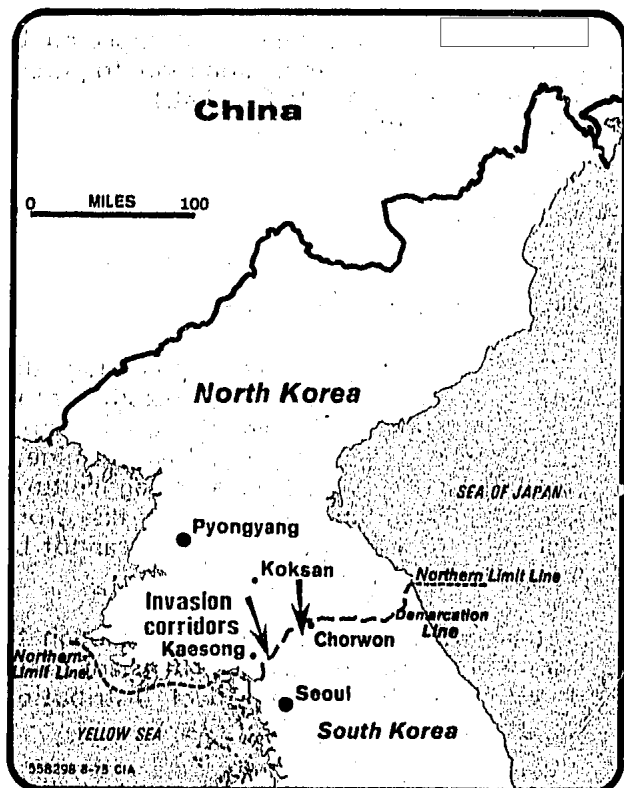 China
0 MILES 100
North Korea
SEA OF JAPAN
Pyongyang
Koksan
Northern Limit Line
Invasion
corridors
Chorwon
Demarcation
Line
Kaesong
Northern
Limit Line
Seoul
YELLOW SEA
South Korea
558298 8-75 CIA